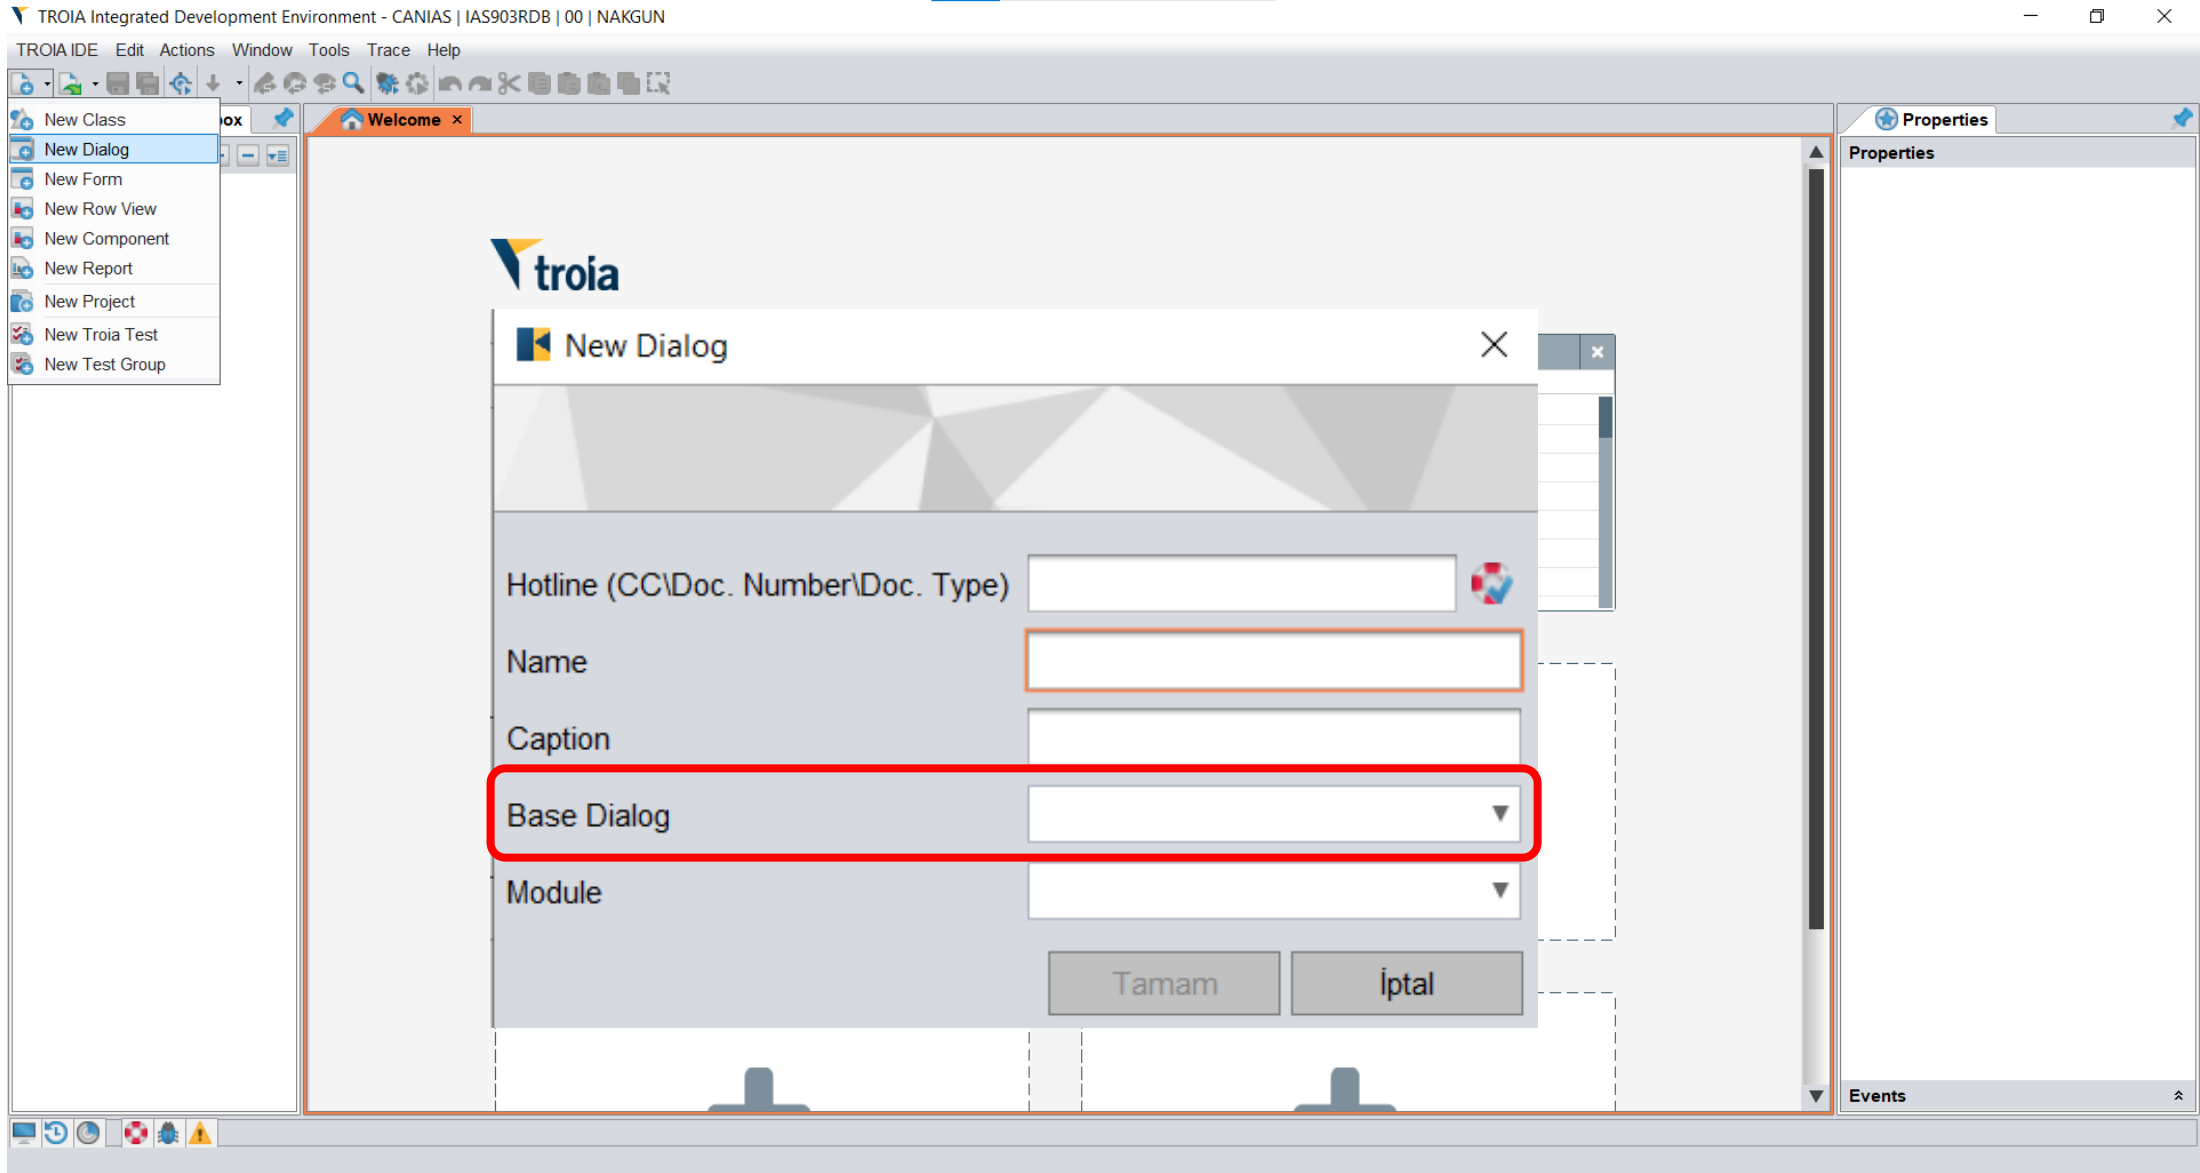 TROIA Integrated Development Environment - CANIAS | IAS903RDB | 00 | NAKGUN
TROIA IDE Edit Actions Window Tools Trace Help
New Class
New Dialog
New Form
New Row View
New Component
New Report
New Project
New Troia Test
New Test Group
Welcome
Properties
Properties
troia
New Dialog
Hotline (CC\Doc. Number\Doc. Type)
Name
Caption
Base Dialog
Module
Tamam İptal
Events